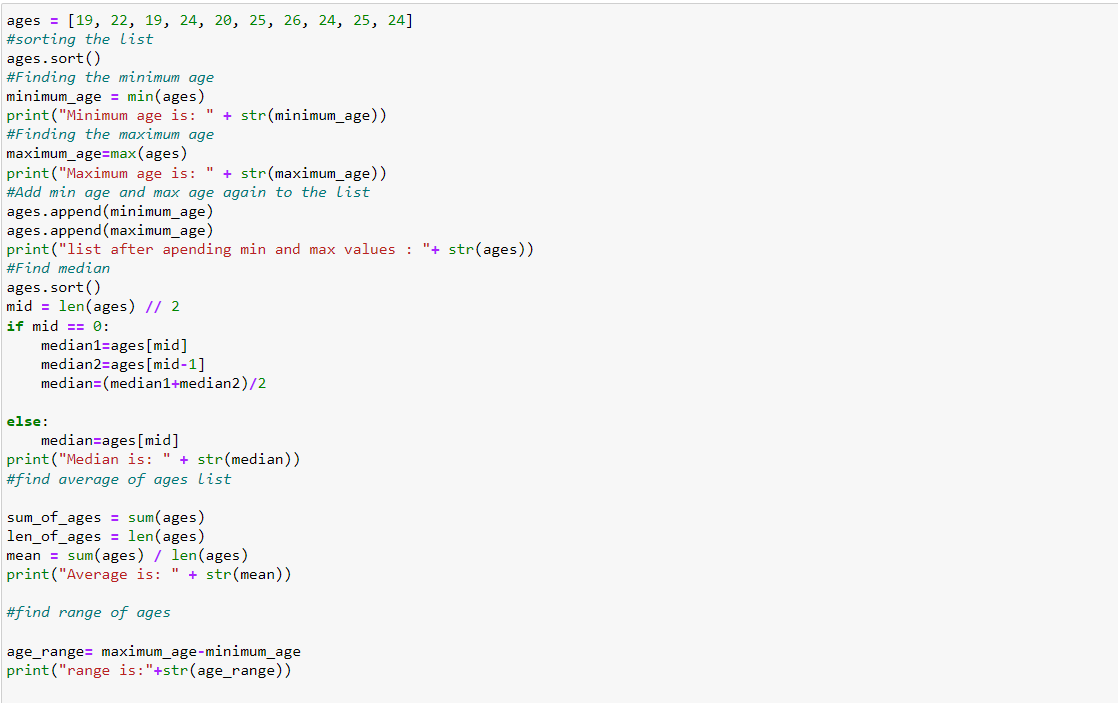 ages = [19, 22, 19, 24, 20, 25, 26, 24, 25, 24]
#sorting the list
ages.sort()
#Finding the minimum age
minimum_age = min(ages)
print("Minimum age is: " + str(minimum_age))
#Finding the maximum age
maximum_age=max(ages)
print("Maximum age is: " + str(maximum_age))
#Add min age and max age again to the list
ages.append(minimum_age)
ages.append(maximum_age)
print("list after apending min and max values : "+ str(ages))
#Find median
ages.sort()
mid = len(ages) // 2
if mid == 0:
    median1=ages[mid]
    median2=ages[mid-1]
    median=(median1+median2)/2
else:
    median=ages[mid]
print("Median is: " + str(median))
#find average of ages list
sum_of_ages = sum(ages)
len_of_ages = len(ages)
mean = sum(ages) / len(ages)
print("Average is: " + str(mean))
#find range of ages
age_range= maximum_age-minimum_age
print("range is:"+str(age_range))